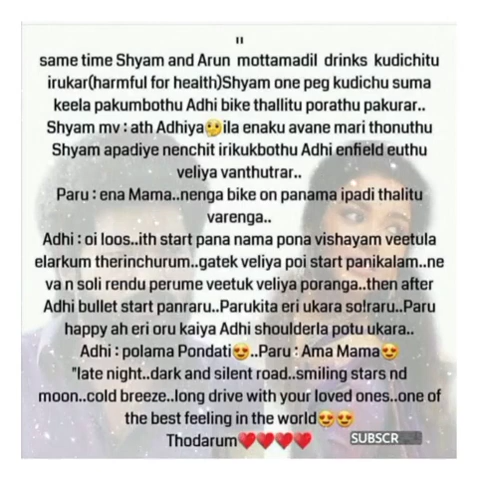 "
same time Shyam and Arun mottamadil drinks kudichitu
irukar(harmful for health)Shyam one peg kudichu suma
keela pakumbothu Adhi bike thallitu porathu pakurar..
Shyam mv : ath Adhiya🤔ila enaku avane mari thonuthu
Shyam apadiye nenchit irikukbothu Adhi enfield euthu
veliya vanthutrar..
Paru : ena Mama..nenga bike on panama ipadi thalitu
varenga..
Adhi : oi loos..ith start pana nama pona vishayam veetula
elarkum therinchurum..gatek veliya poi start panikalam..ne
va n soli rendu perume veetuk veliya poranga..then after
Adhi bullet start panraru..Parukita eri ukara so!raru..Paru
happy ah eri oru kaiya Adhi shoulderla potu ukara..
Adhi : polama Pondati😍..Paru : Ama Mama😍
"late night..dark and silent road..smiling stars nd
moon..cold breeze..long drive with your loved ones..one of
the best feeling in the world😍😍
Thodarum❤️❤️❤️❤️ SUBSCR